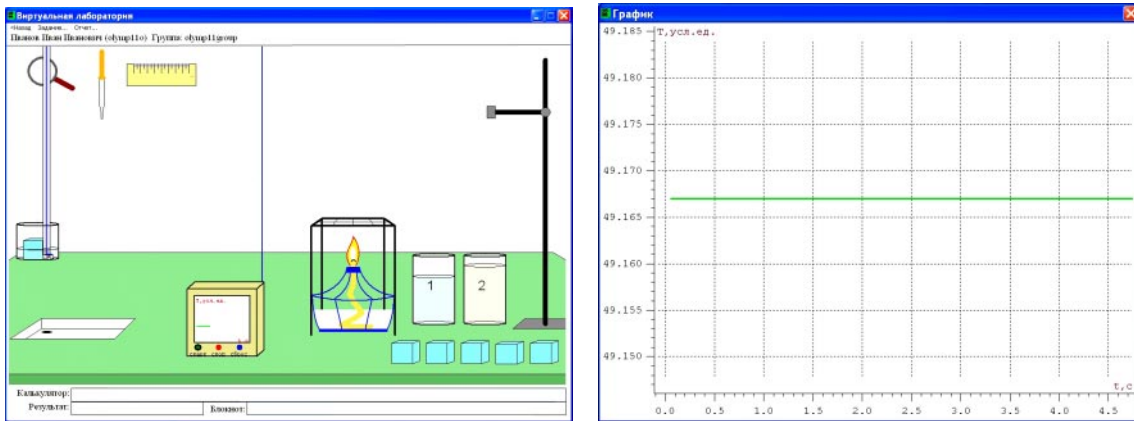 Виртуальная лаборатория
<Назад Задание... Отчет...
Иванов Иван Иванович (olymp11o) Группа: olymp11group
T,усл.ед.
1
2
Калькулятор:
Результат:
Блокнот:
График
T,усл.ед.
49.185
49.180
49.175
49.170
49.165
49.160
49.155
49.150
t,с
0.0 0.5 1.0 1.5 2.0 2.5 3.0 3.5 4.0 4.5